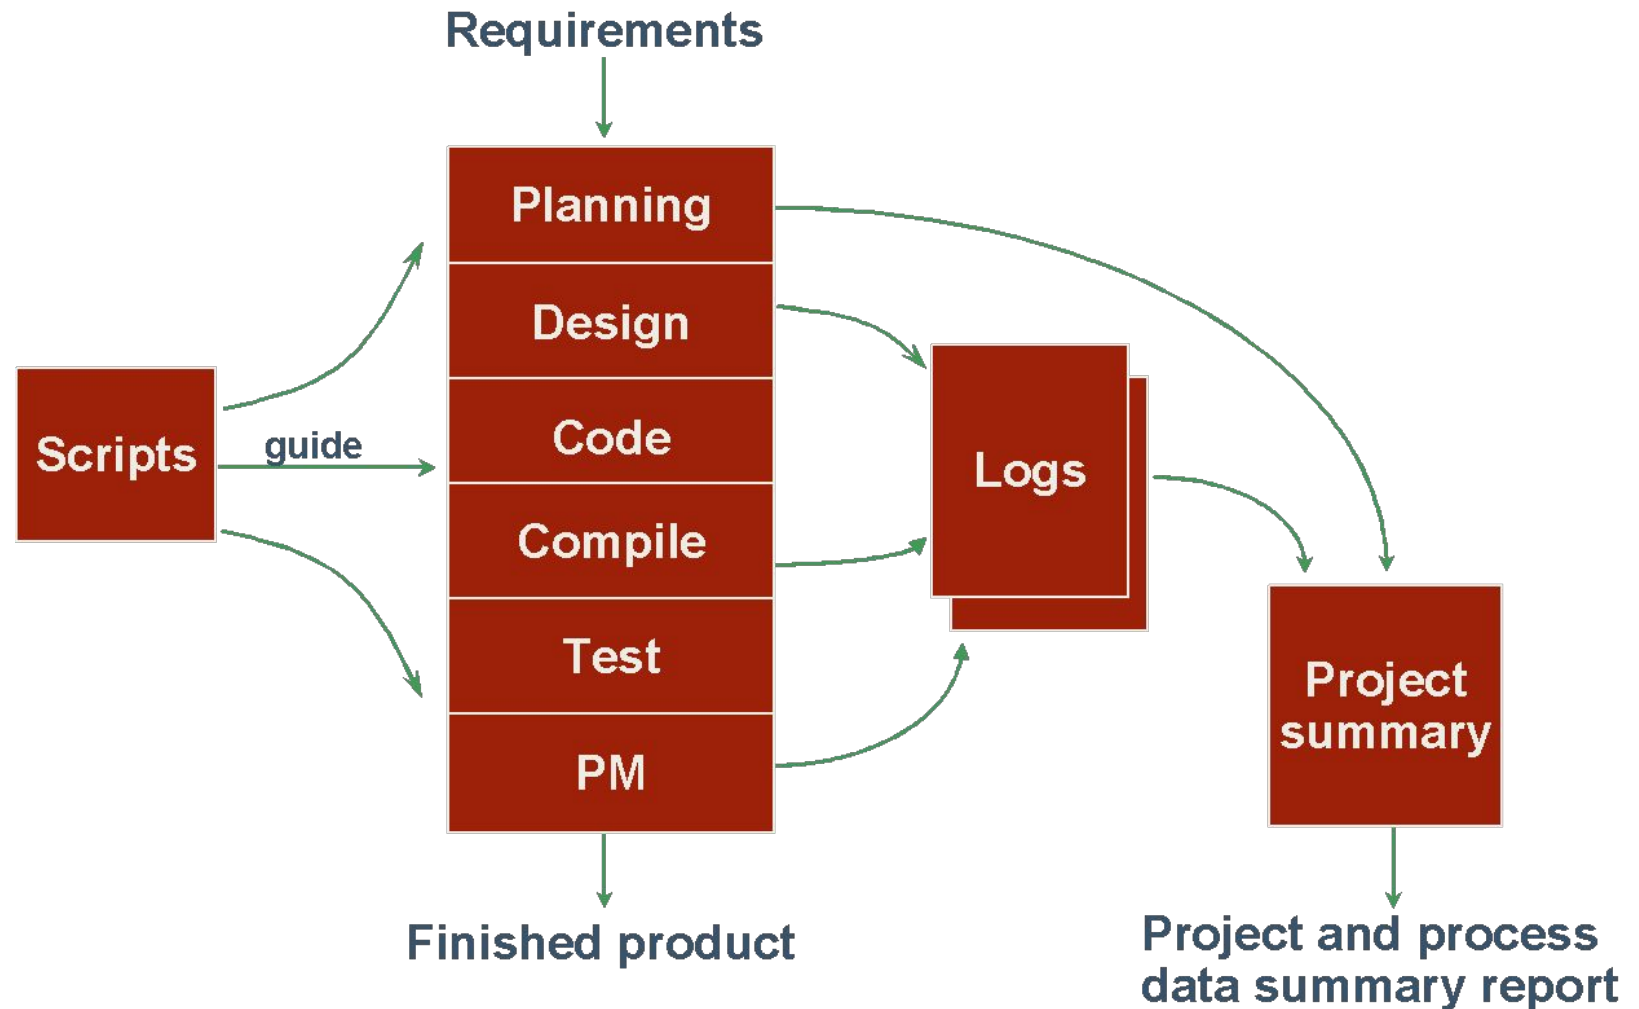 Requirements
Planning
Design
Code
Compile
Test
PM
Scripts
guide
Logs
Project
summary
Finished product
Project and process
data summary report